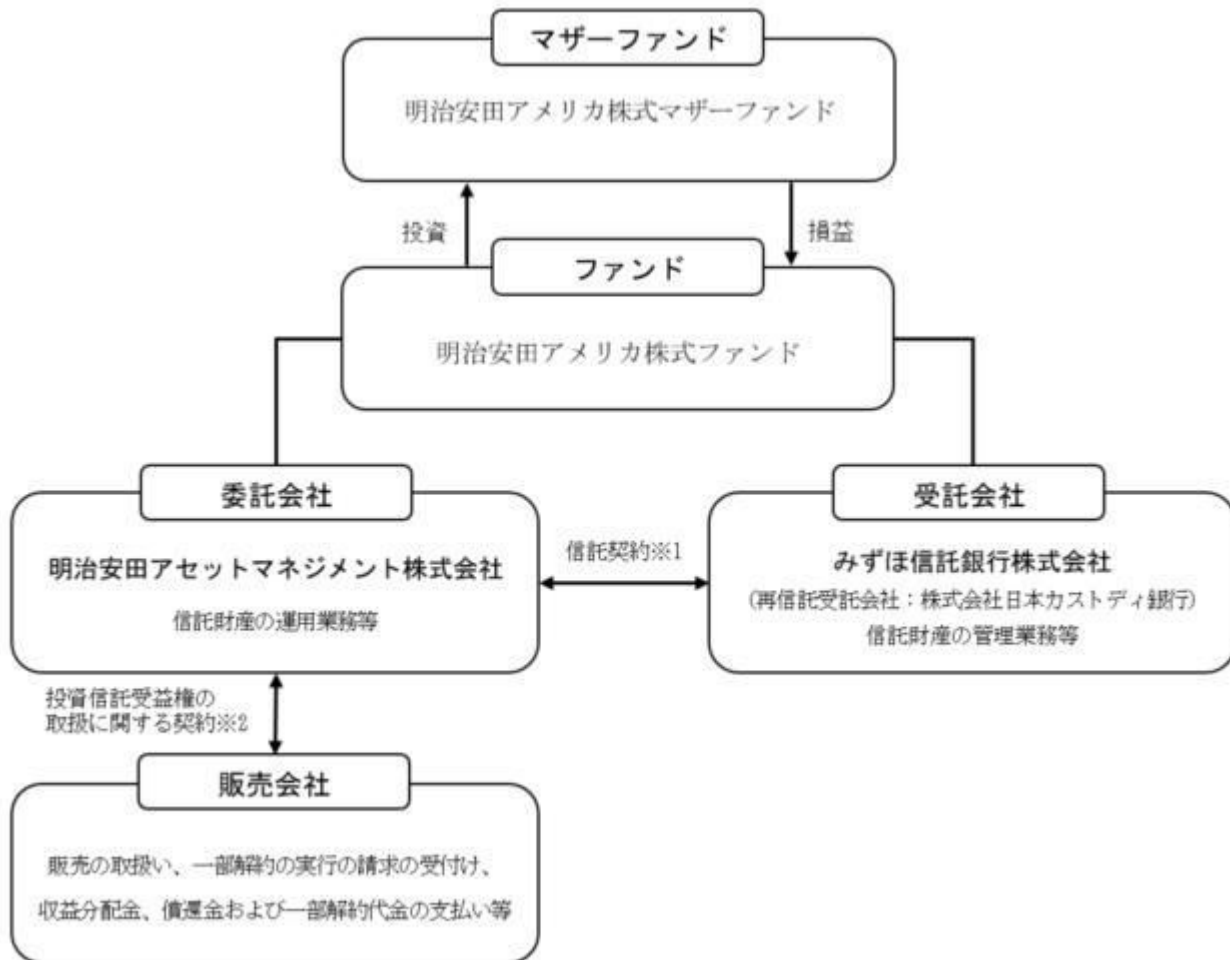 マザーファンド
明治安田アメリカ株式マザーファンド
投資
損益
ファンド
明治安田アメリカ株式ファンド
委託会社
明治安田アセットマネジメント株式会社
信託財産の運用業務等
信託契約※1
受託会社
みずほ信託銀行株式会社
(再信託受託会社：株式会社日本カストディ銀行)
信託財産の管理業務等
投資信託受益権の
取扱に関する契約※2
販売会社
販売の取扱い、一部解約の実行の請求の受付け、
収益分配金、償還金および一部解約代金の支払い等